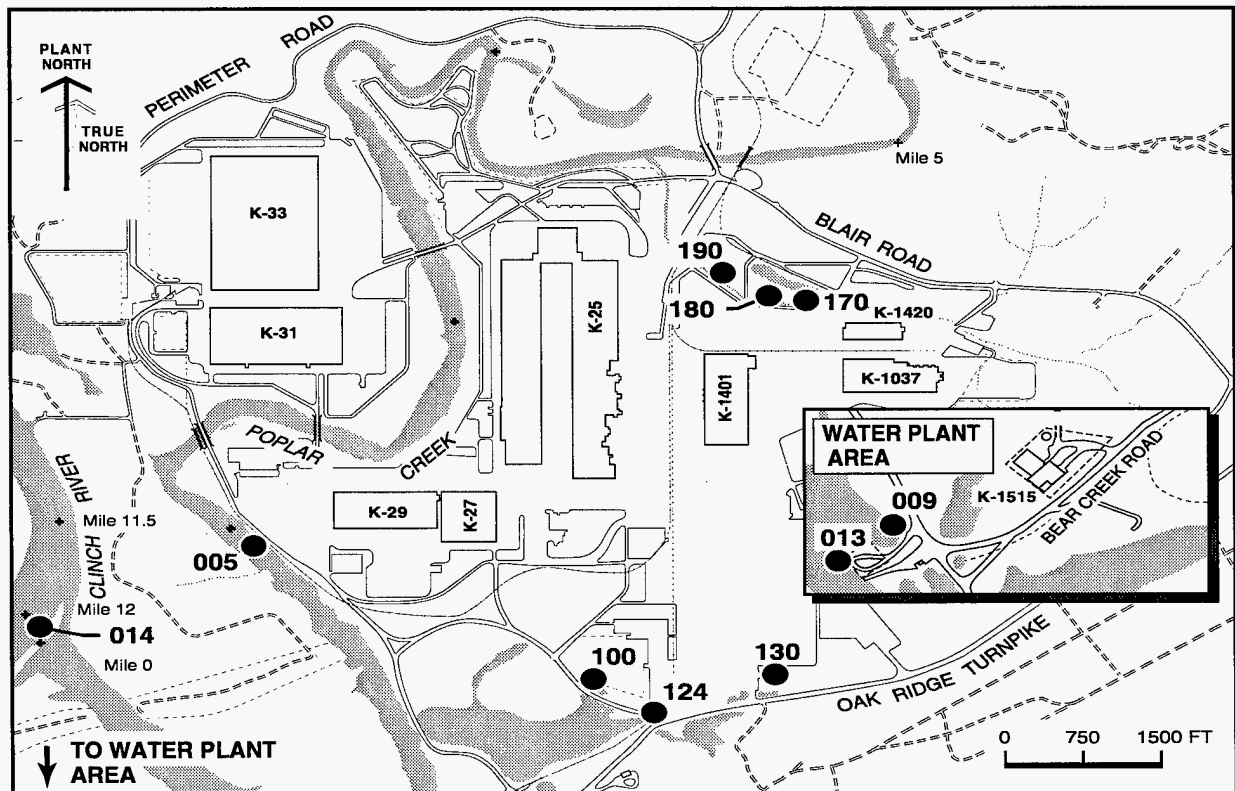 PLANT
NORTH
TRUE
NORTH
PERIMETER ROAD
Mile 5
K-33
BLAIR ROAD
190
180
170
K-25
K-31
K-1420
K-1401
K-1037
POPLAR CREEK
WATER PLANT
AREA
K-1515
BEAR CREEK ROAD
009
013
CLINCH RIVER
Mile 11.5
K-29
K-27
005
Mile 12
014
Mile 0
100
130
124
OAK RIDGE TURNPIKE
TO WATER PLANT
AREA
0 750 1500 FT